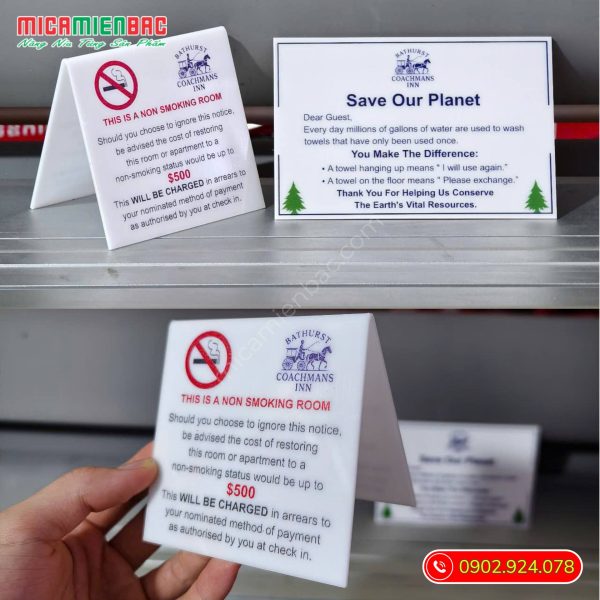 MICAMIENBAC
Nâng Niu Từng Sản Phẩm
BATHURST
COACHMANS
INN
THIS IS A NON SMOKING ROOM
Should you choose to ignore this notice,
be advised the cost of restoring
this room or apartment to a
non-smoking status would be up to
$500
This WILL BE CHARGED in arrears to
your nominated method of payment
as authorised by you at check in.
BATHURST
COACHMANS
INN
Save Our Planet
Dear Guest,
Every day millions of gallons of water are used to wash
towels that have only been used once.
You Make The Difference:
• A towel hanging up means " I will use again."
• A towel on the floor means " Please exchange."
Thank You For Helping Us Conserve
The Earth's Vital Resources.
micamienbac.com
BATHURST
COACHMANS
INN
THIS IS A NON SMOKING ROOM
Should you choose to ignore this notice,
be advised the cost of restoring
this room or apartment to a
non-smoking status would be up to
$500
This WILL BE CHARGED in arrears to
your nominated method of payment
as authorised by you at check in.
Save Our Planet
0902.924.078